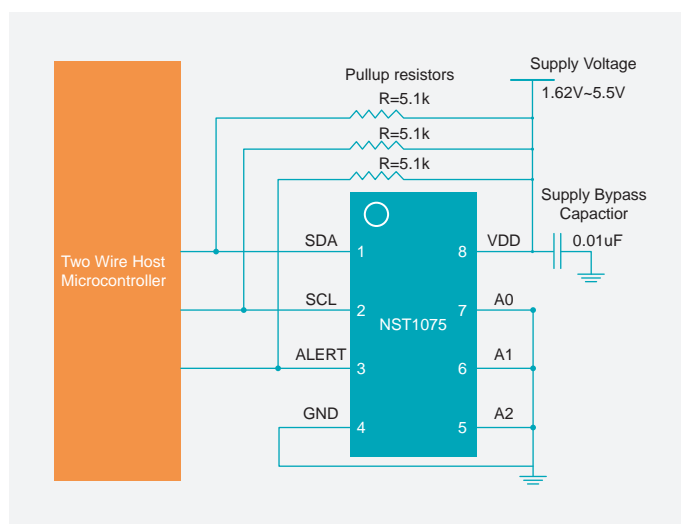 Supply Voltage
1.62V~5.5V
Pullup resistors
R=5.1k
R=5.1k
R=5.1k
Supply Bypass
Capactior
0.01uF
Two Wire Host
Microcontroller
SDA
1
8
VDD
SCL
2
7
A0
NST1075
ALERT
3
6
A1
GND
4
5
A2